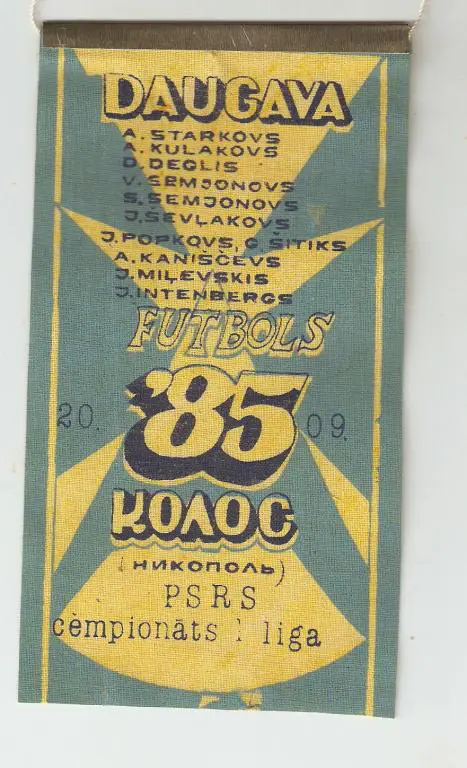 DAUGAVA
A. STARKOVS
A. KULAKOVS
D. DEGLIS
V. SEMJONOVS
S. SEMJONOVS
J. ŠEVĻAKOVS
J. POPKOVS, G. ŠITIKS
A. KANIŠČEVS
J. MIĻEVSKIS
J. INTENBERGS
FUTBOLS
20. '85 09.
КОЛОС
(НИКОПОЛЬ)
PSRS
čempionāts 1 liga